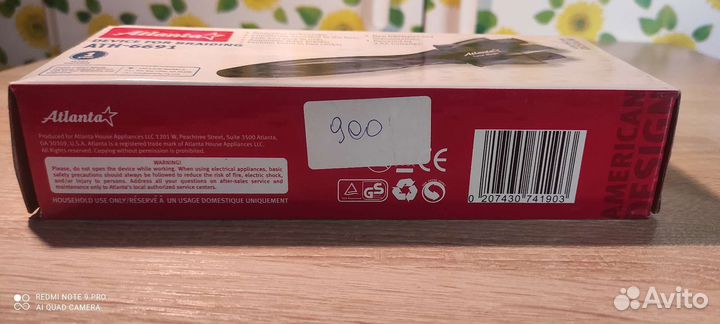 Atlanta
DEVICE FOR BRAIDING
ATH-6691
Atlanta
Atlanta
900
Produced for Atlanta House Appliances LLC 1201 W, Peachtree Street, Suite 3500 Atlanta,
GA 30309, U.S.A. Atlanta is a registered trade mark of Atlanta House Appliances LLC.
All Rights reserved. Copying without permission is prohibited.
WARNING!
Please, do not open the device while working. When using electrical appliances, basic
safety precautions should always be followed to reduce the risk of fire, electric shock,
and/or injury to persons. Address all your questions on after-sales service and
maintenance only to Atlanta's local authorized service centers.
HOUSEHOLD USE ONLY/RÉSERVÉ A UN USAGE DOMESTIQUE UNIQUEMENT
GS
CE
0 207430 741903
AMERICAN
DESIGN
REDMI NOTE 9 PRO
AI QUAD CAMERA
Avito